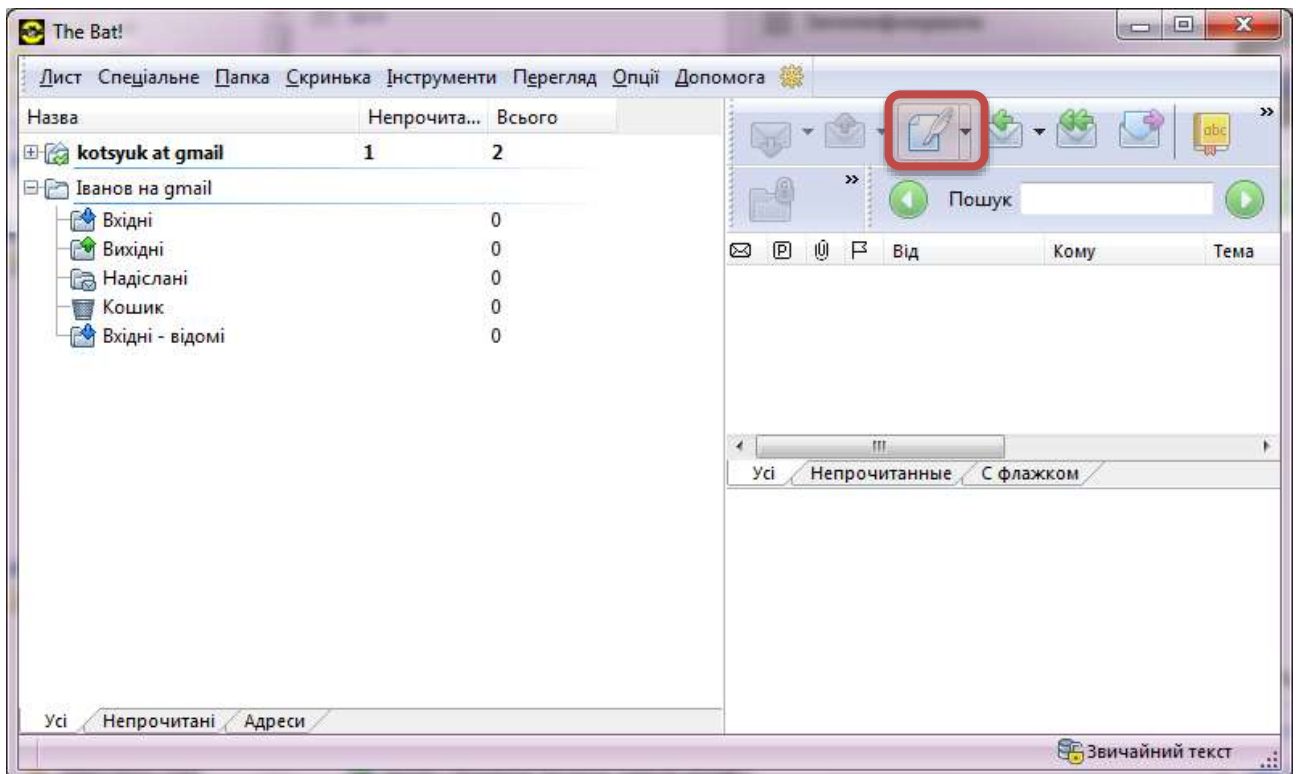 The Bat!
Лист Спеціальне Папка Скринька Інструменти Перегляд Опції Допомога
Назва Непрочита... Всього
kotsyuk at gmail 1 2
Іванов на gmail
Вхідні 0
Вихідні 0
Надіслані 0
Кошик 0
Вхідні - відомі 0
Усі Непрочитані Адреси
abc
Пошук
Від Кому Тема
Усі Непрочитанные С флажком
Звичайний текст